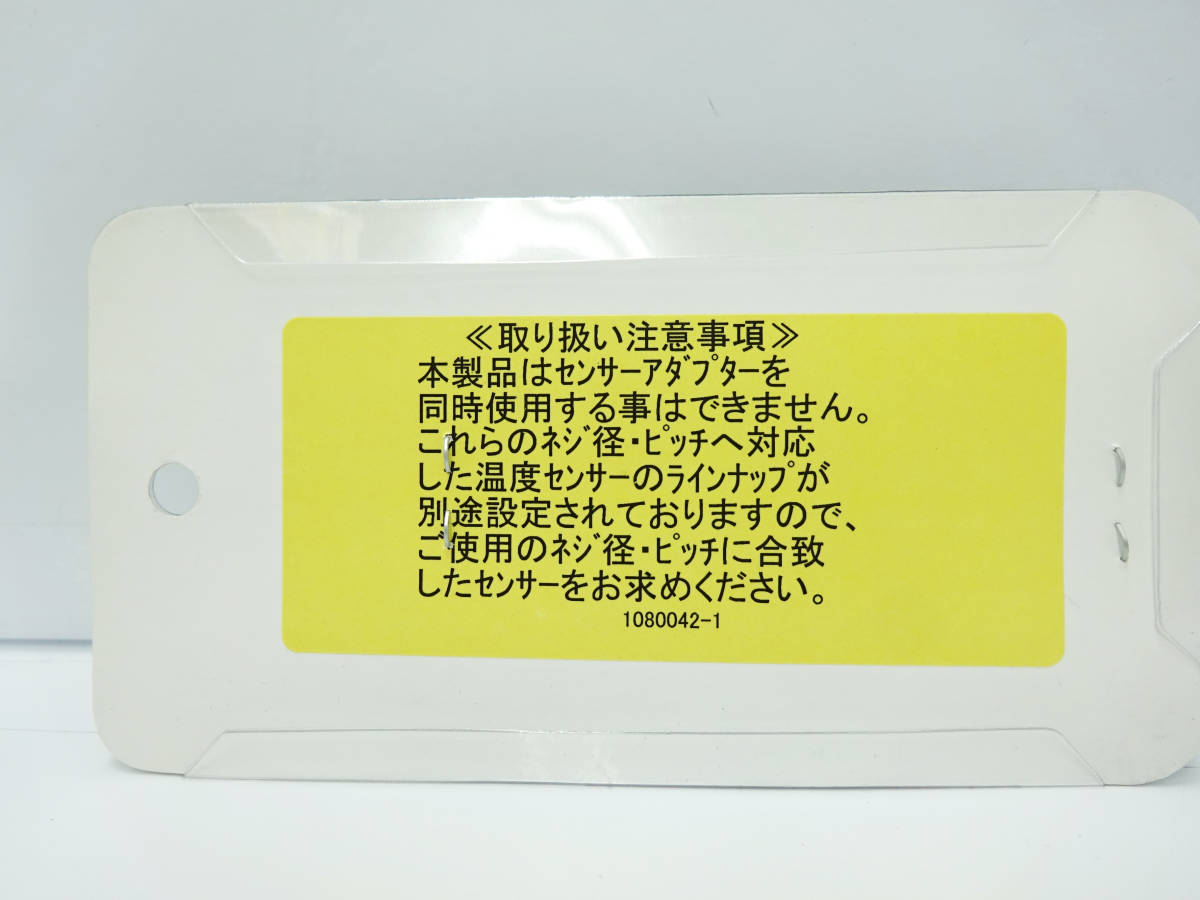 ≪取り扱い注意事項≫
本製品はｾﾝｻｰｱﾀﾞﾌﾟﾀｰを
同時使用する事はできません。
これらのﾈｼﾞ径・ﾋﾟｯﾁへ対応
した温度ｾﾝｻｰのﾗｲﾝﾅｯﾌﾟが
別途設定されておりますので、
ご使用のﾈｼﾞ径・ﾋﾟｯﾁに合致
したｾﾝｻｰをお求めください。
1080042-1